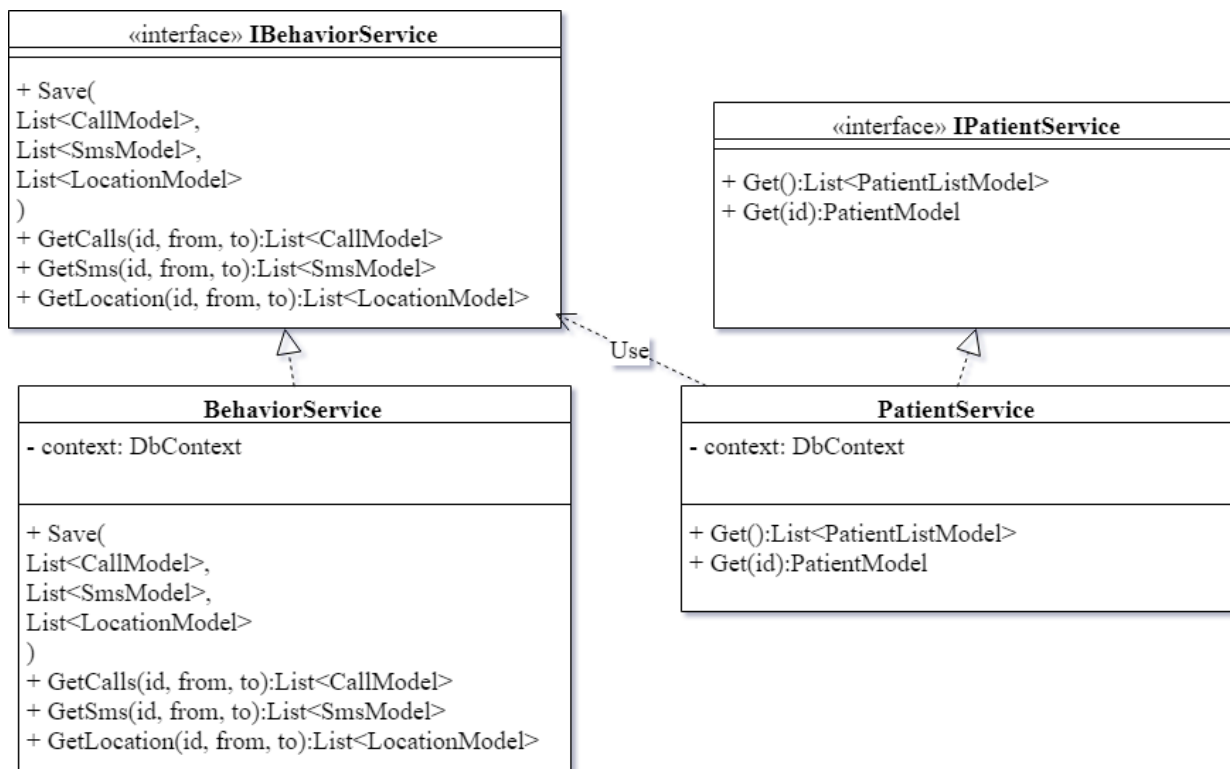 «interface» IBehaviorService
+ Save(
List<CallModel>,
List<SmsModel>,
List<LocationModel>
)
+ GetCalls(id, from, to):List<CallModel>
+ GetSms(id, from, to):List<SmsModel>
+ GetLocation(id, from, to):List<LocationModel>
«interface» IPatientService
+ Get():List<PatientListModel>
+ Get(id):PatientModel
Use
BehaviorService
- context: DbContext
+ Save(
List<CallModel>,
List<SmsModel>,
List<LocationModel>
)
+ GetCalls(id, from, to):List<CallModel>
+ GetSms(id, from, to):List<SmsModel>
+ GetLocation(id, from, to):List<LocationModel>
PatientService
- context: DbContext
+ Get():List<PatientListModel>
+ Get(id):PatientModel